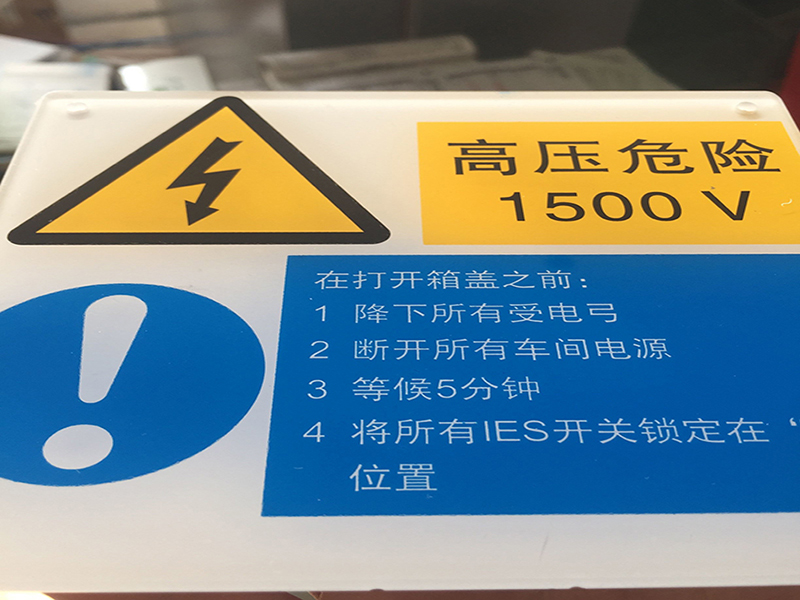 高压危险
1500 V
在打开箱盖之前：
1 降下所有受电弓
2 断开所有车间电源
3 等候5分钟
4 将所有IES开关锁定在“
位置